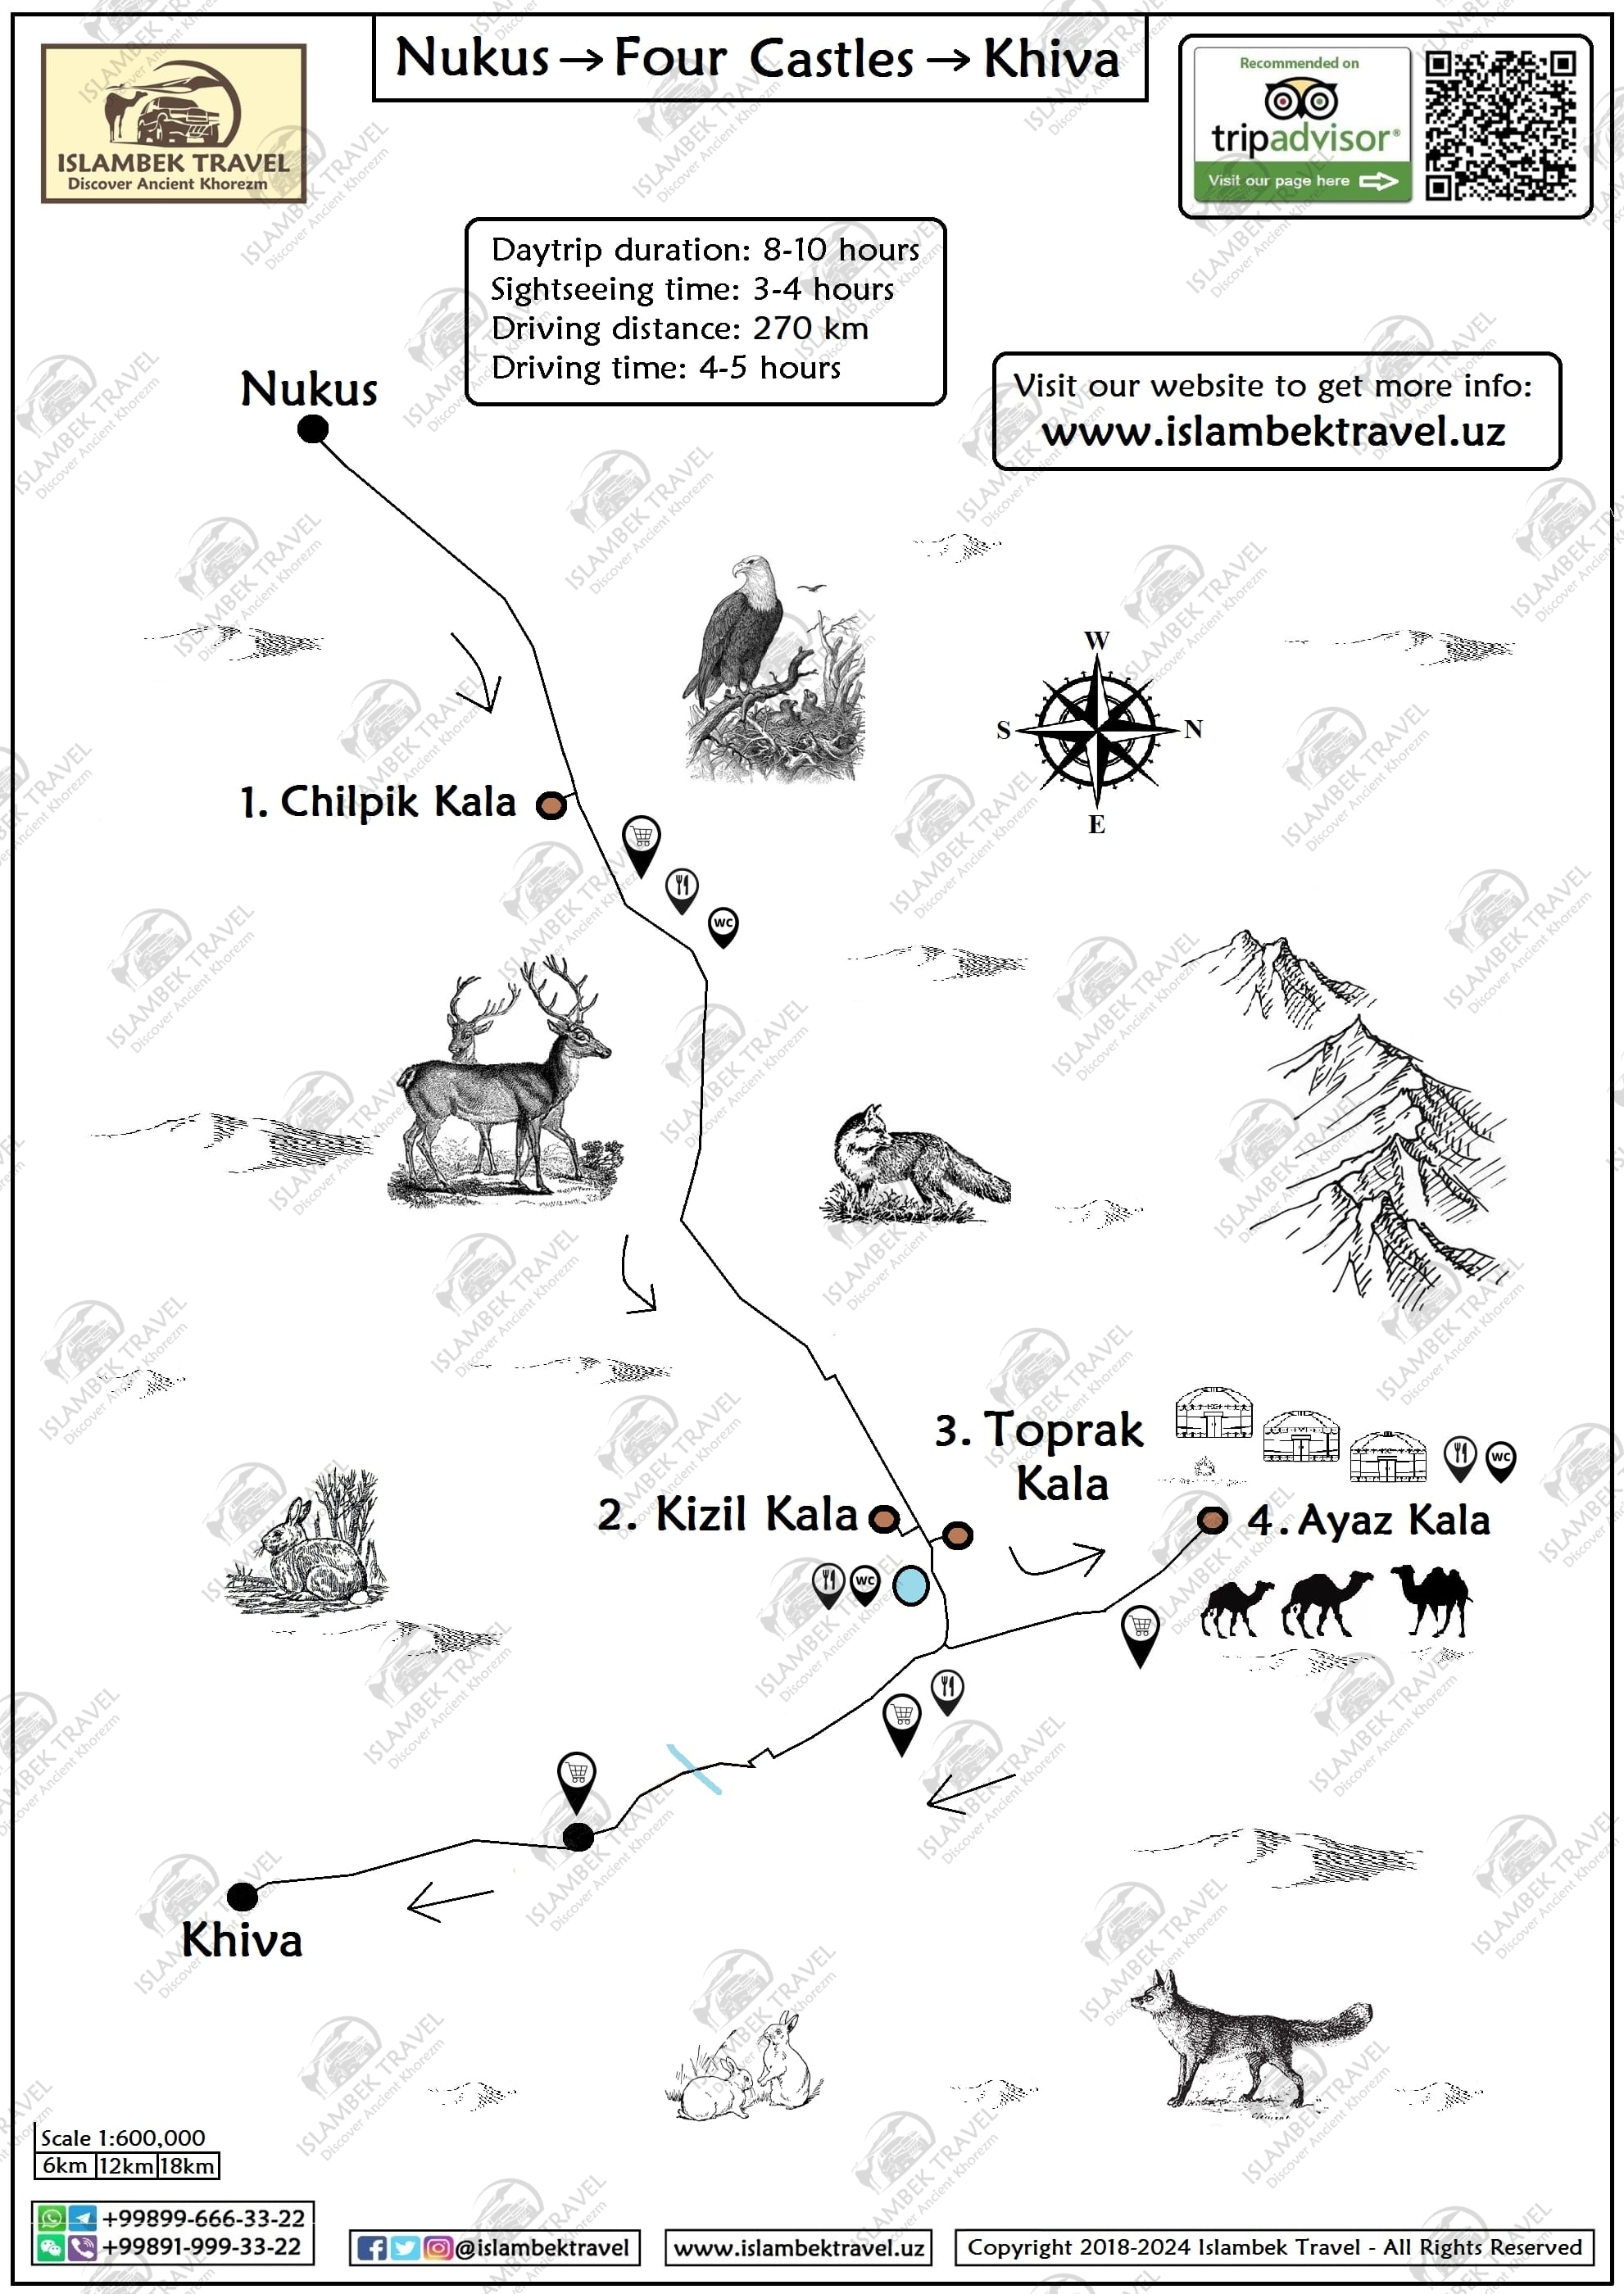 Nukus → Four Castles → Khiva
ISLAMBEK TRAVEL
Discover Ancient Khorezm
Recommended on
tripadvisor®
Visit our page here
Daytrip duration: 8-10 hours
Sightseeing time: 3-4 hours
Driving distance: 270 km
Driving time: 4-5 hours
Visit our website to get more info:
www.islambektravel.uz
Nukus
W
S
N
E
1. Chilpik Kala
WC
3. Toprak
Kala
WC
2. Kizil Kala
4. Ayaz Kala
WC
Khiva
Scale 1:600,000
6km 12km 18km
+99899-666-33-22
+99891-999-33-22
@islambektravel
www.islambektravel.uz
Copyright 2018-2024 Islambek Travel - All Rights Reserved